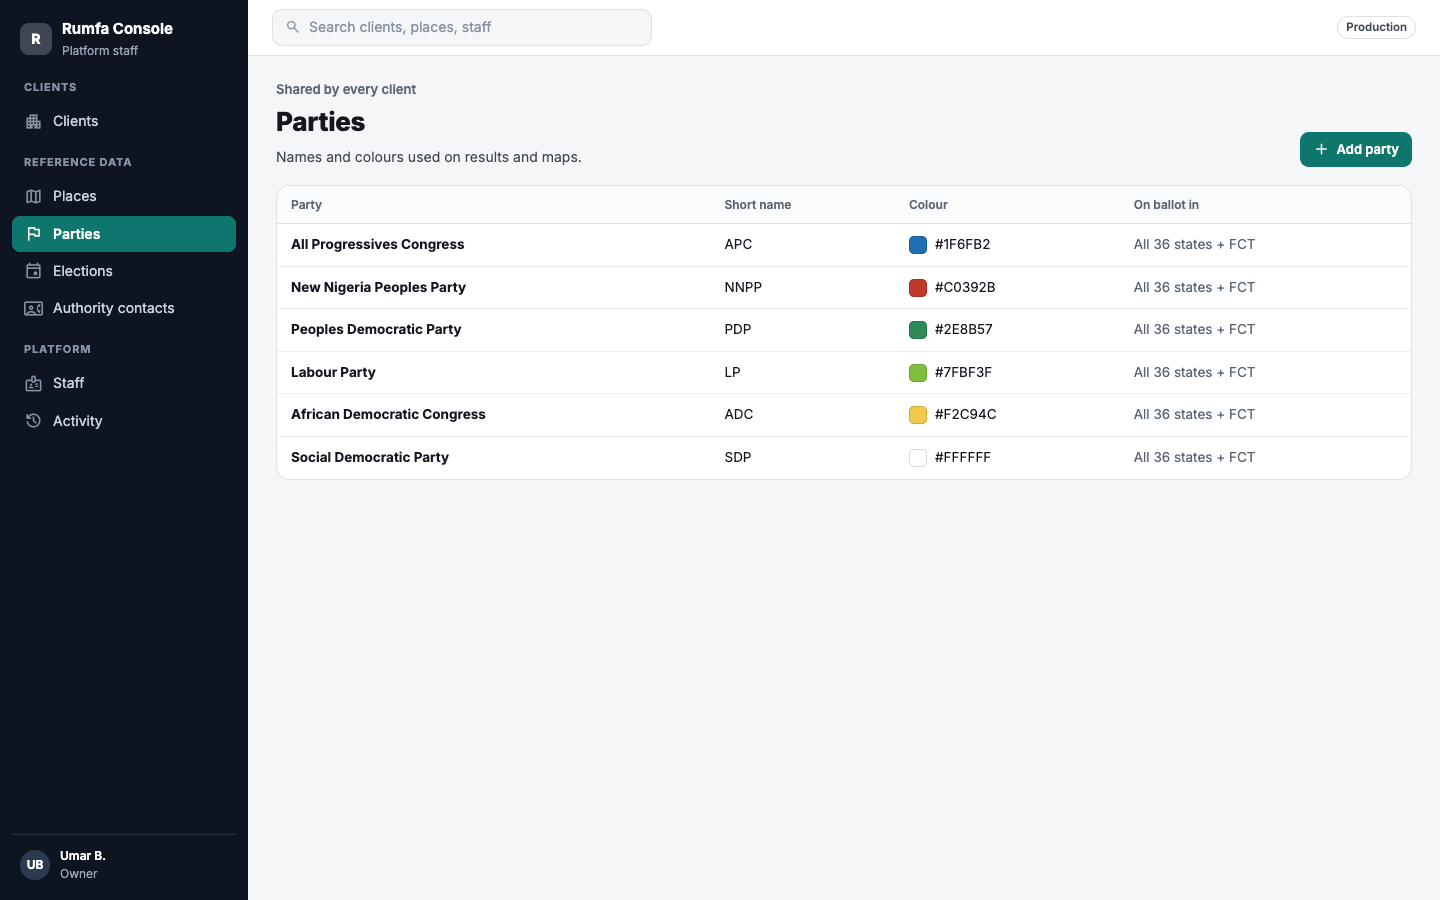 R
Rumfa Console
Platform staff
CLIENTS
Clients
REFERENCE DATA
Places
Parties
Elections
Authority contacts
PLATFORM
Staff
Activity
UB
Umar B.
Owner
Search clients, places, staff
Production
Shared by every client
Parties
Names and colours used on results and maps.
+ Add party
Party Short name Colour On ballot in
All Progressives Congress APC #1F6FB2 All 36 states + FCT
New Nigeria Peoples Party NNPP #C0392B All 36 states + FCT
Peoples Democratic Party PDP #2E8B57 All 36 states + FCT
Labour Party LP #7FBF3F All 36 states + FCT
African Democratic Congress ADC #F2C94C All 36 states + FCT
Social Democratic Party SDP #FFFFFF All 36 states + FCT